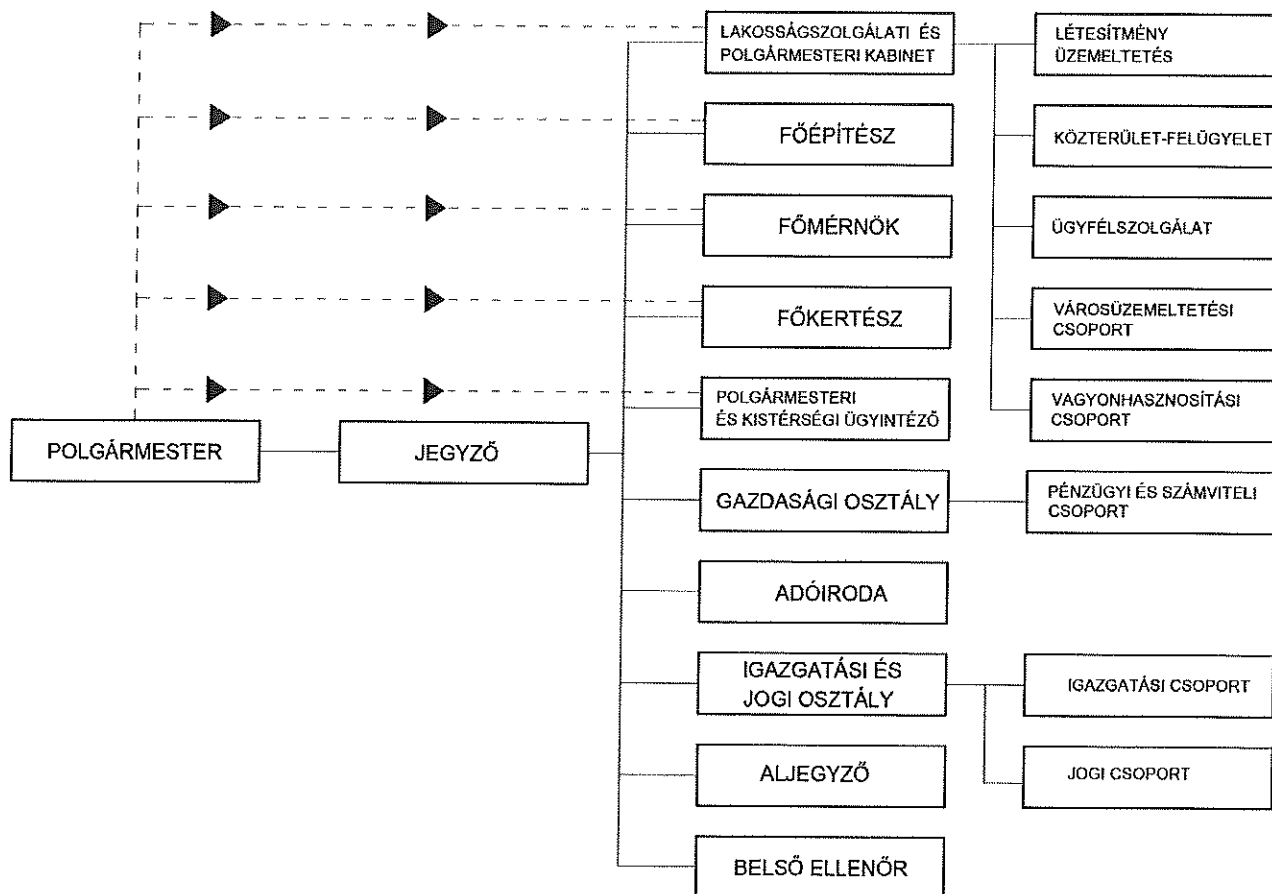 LAKOSSÁGSZOLGÁLATI ÉS
POLGÁRMESTERI KABINET
LÉTESÍTMÉNY
ÜZEMELTETÉS
FŐÉPÍTÉSZ
KÖZTERÜLET-FELÜGYELET
FŐMÉRNÖK
ÜGYFÉLSZOLGÁLAT
FŐKERTÉSZ
VÁROSÜZEMELTETÉSI
CSOPORT
POLGÁRMESTERI
ÉS KISTÉRSÉGI ÜGYINTÉZŐ
VAGYONHASZNOSÍTÁSI
CSOPORT
POLGÁRMESTER
JEGYZŐ
GAZDASÁGI OSZTÁLY
PÉNZÜGYI ÉS SZÁMVITELI
CSOPORT
ADÓIRODA
IGAZGATÁSI ÉS
JOGI OSZTÁLY
IGAZGATÁSI CSOPORT
ALJEGYZŐ
JOGI CSOPORT
BELSŐ ELLENŐR